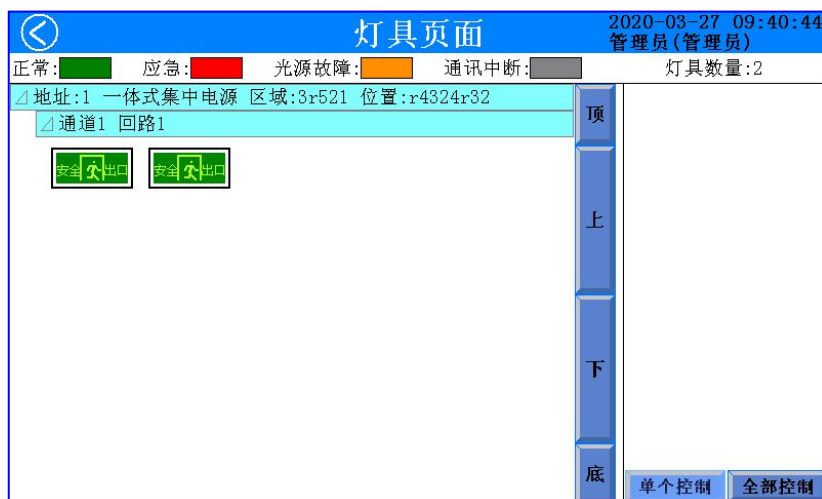 灯具页面
2020-03-27 09:40:44
管理员(管理员)
正常: 应急: 光源故障: 通讯中断: 灯具数量:2
地址:1 一体式集中电源 区域:3r521 位置:r4324r32
通道1 回路1
安全出口 安全出口
顶
上
下
底
单个控制 全部控制